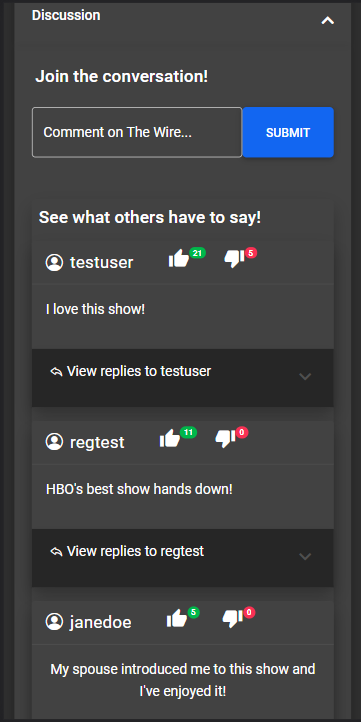 Discussion
Join the conversation!
Comment on The Wire...
SUBMIT
See what others have to say!
testuser 21 5
I love this show!
View replies to testuser
regtest 11 0
HBO's best show hands down!
View replies to regtest
janedoe 5 0
My spouse introduced me to this show and
I've enjoyed it!